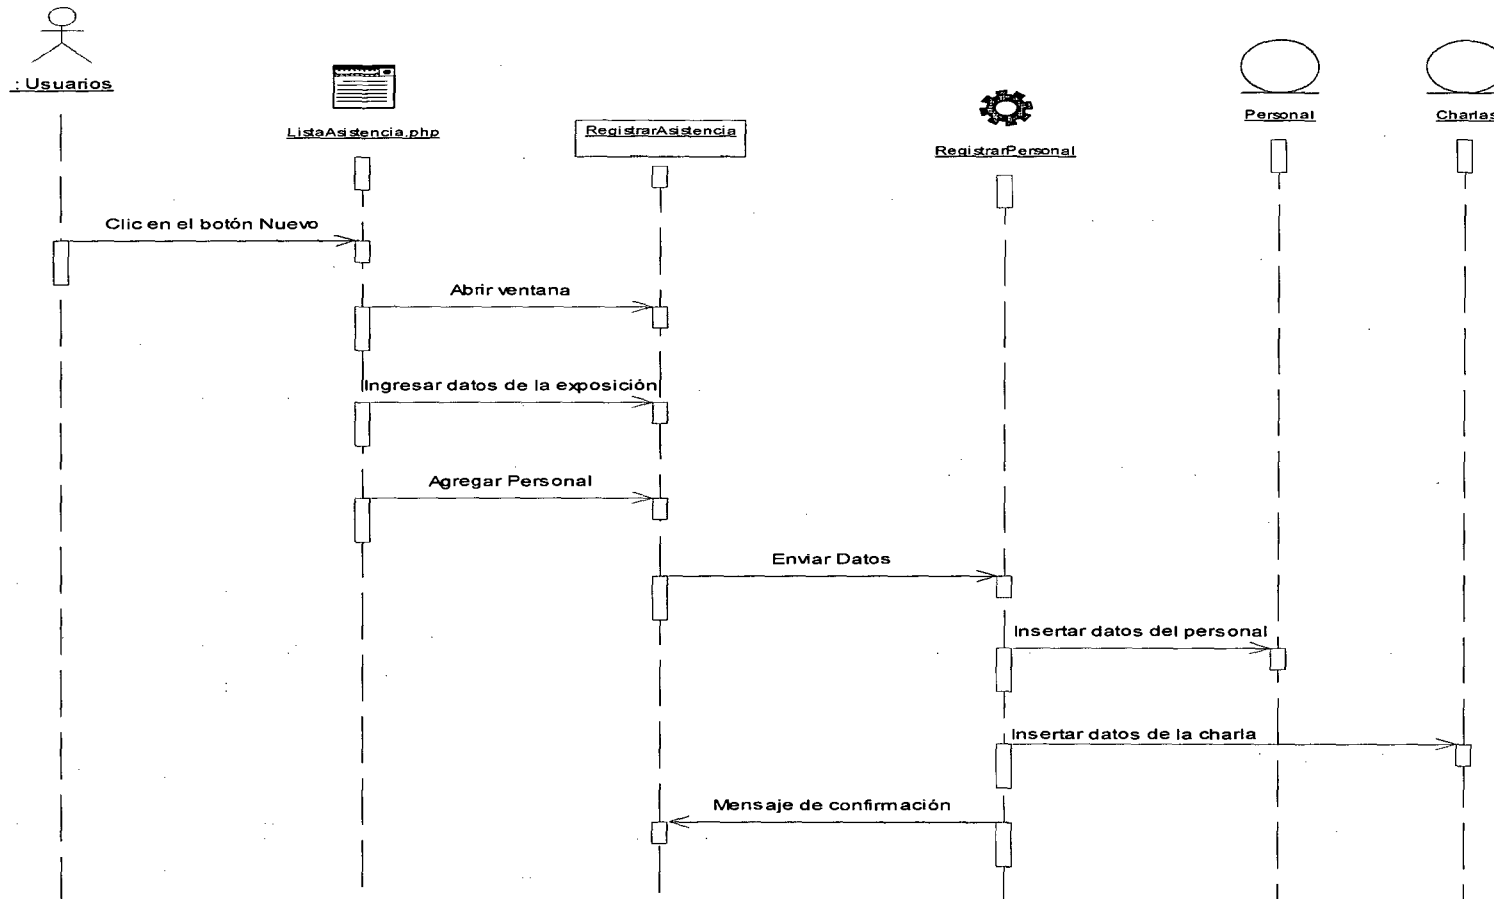 : Usuarios
ListaAsistencia.php
RegistrarAsistencia
RegistrarPersonal
Personal
Charlas
Clic en el botón Nuevo
Abrir ventana
Ingresar datos de la exposición
Agregar Personal
Enviar Datos
Insertar datos del personal
Insertar datos de la charla
Mensaje de confirmación